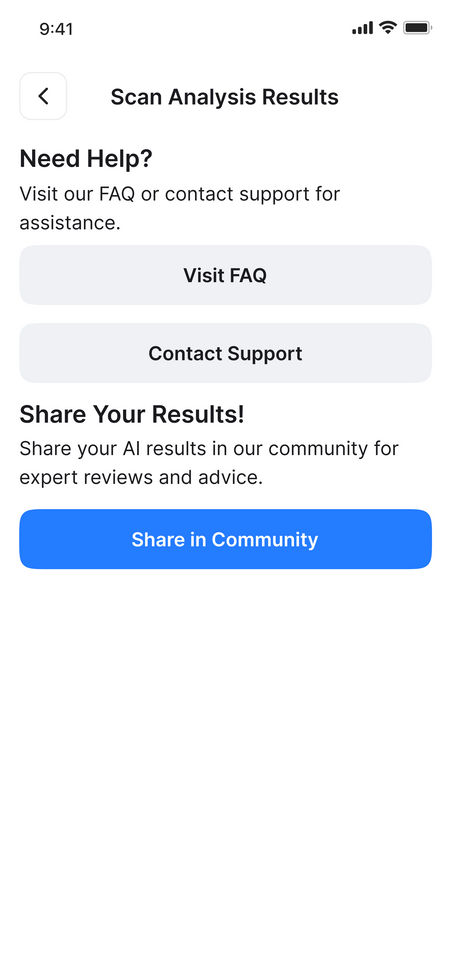 9:41
Scan Analysis Results
Need Help?
Visit our FAQ or contact support for
assistance.
Visit FAQ
Contact Support
Share Your Results!
Share your AI results in our community for
expert reviews and advice.
Share in Community